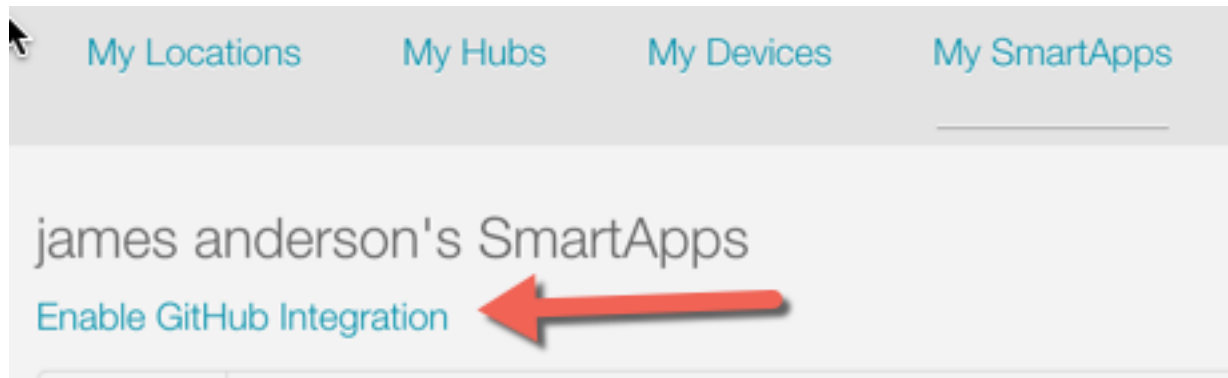 My Locations My Hubs My Devices My SmartApps
james anderson's SmartApps
Enable GitHub Integration